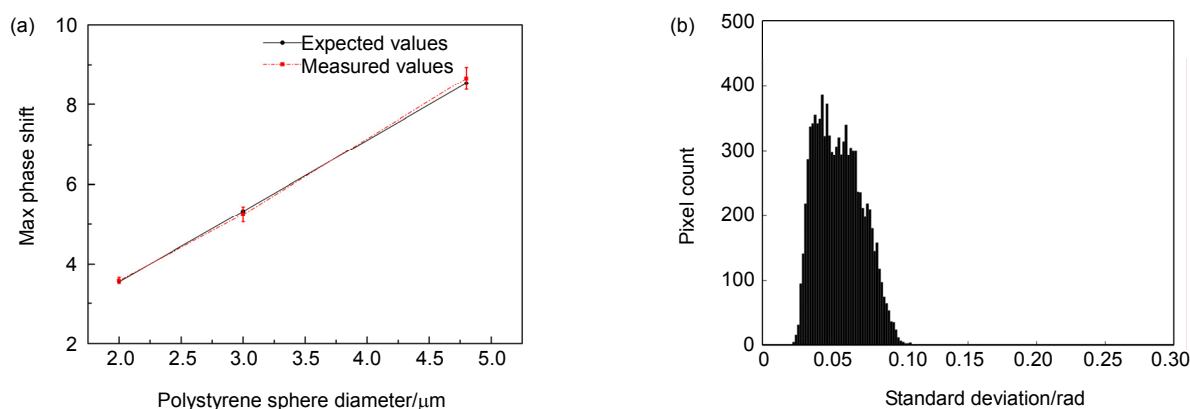 (a)
10
8
6
4
2
Max phase shift
Expected values
Measured values
2.0 2.5 3.0 3.5 4.0 4.5 5.0
Polystyrene sphere diameter/μm
(b)
500
400
300
200
100
0
Pixel count
0 0.05 0.10 0.15 0.20 0.25 0.30
Standard deviation/rad